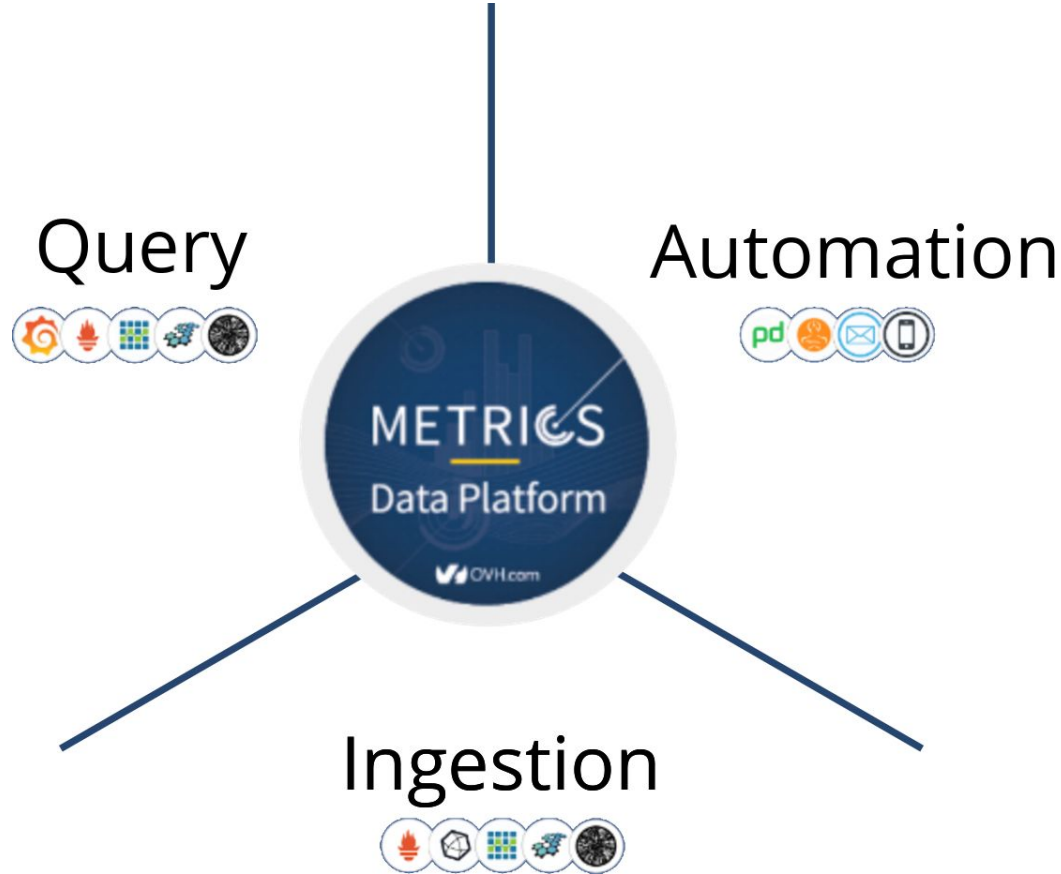 Query
Automation
pd
METRICS
Data Platform
OVH.com
Ingestion